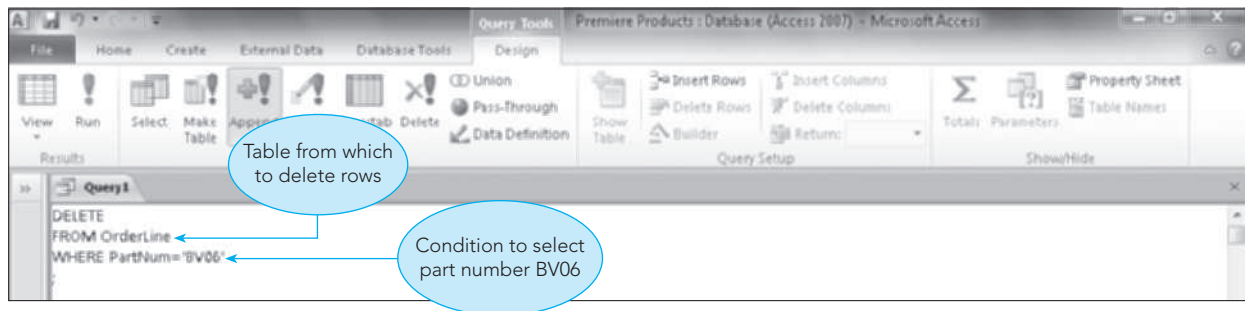 A
Query Tools
Premiere Products : Database (Access 2007) - Microsoft Access
File
Home
Create
External Data
Database Tools
Design
View
Run
Select
Make
Table
Append
Crosstab
Delete
Union
Pass-Through
Data Definition
Show
Table
Insert Rows
Delete Rows
Builder
Insert Columns
Delete Columns
Return:
Totals
Parameters
Property Sheet
Table Names
Results
Query Setup
Show/Hide
Table from which
to delete rows
Query1
DELETE
FROM OrderLine
WHERE PartNum='BV06'
;
Condition to select
part number BV06